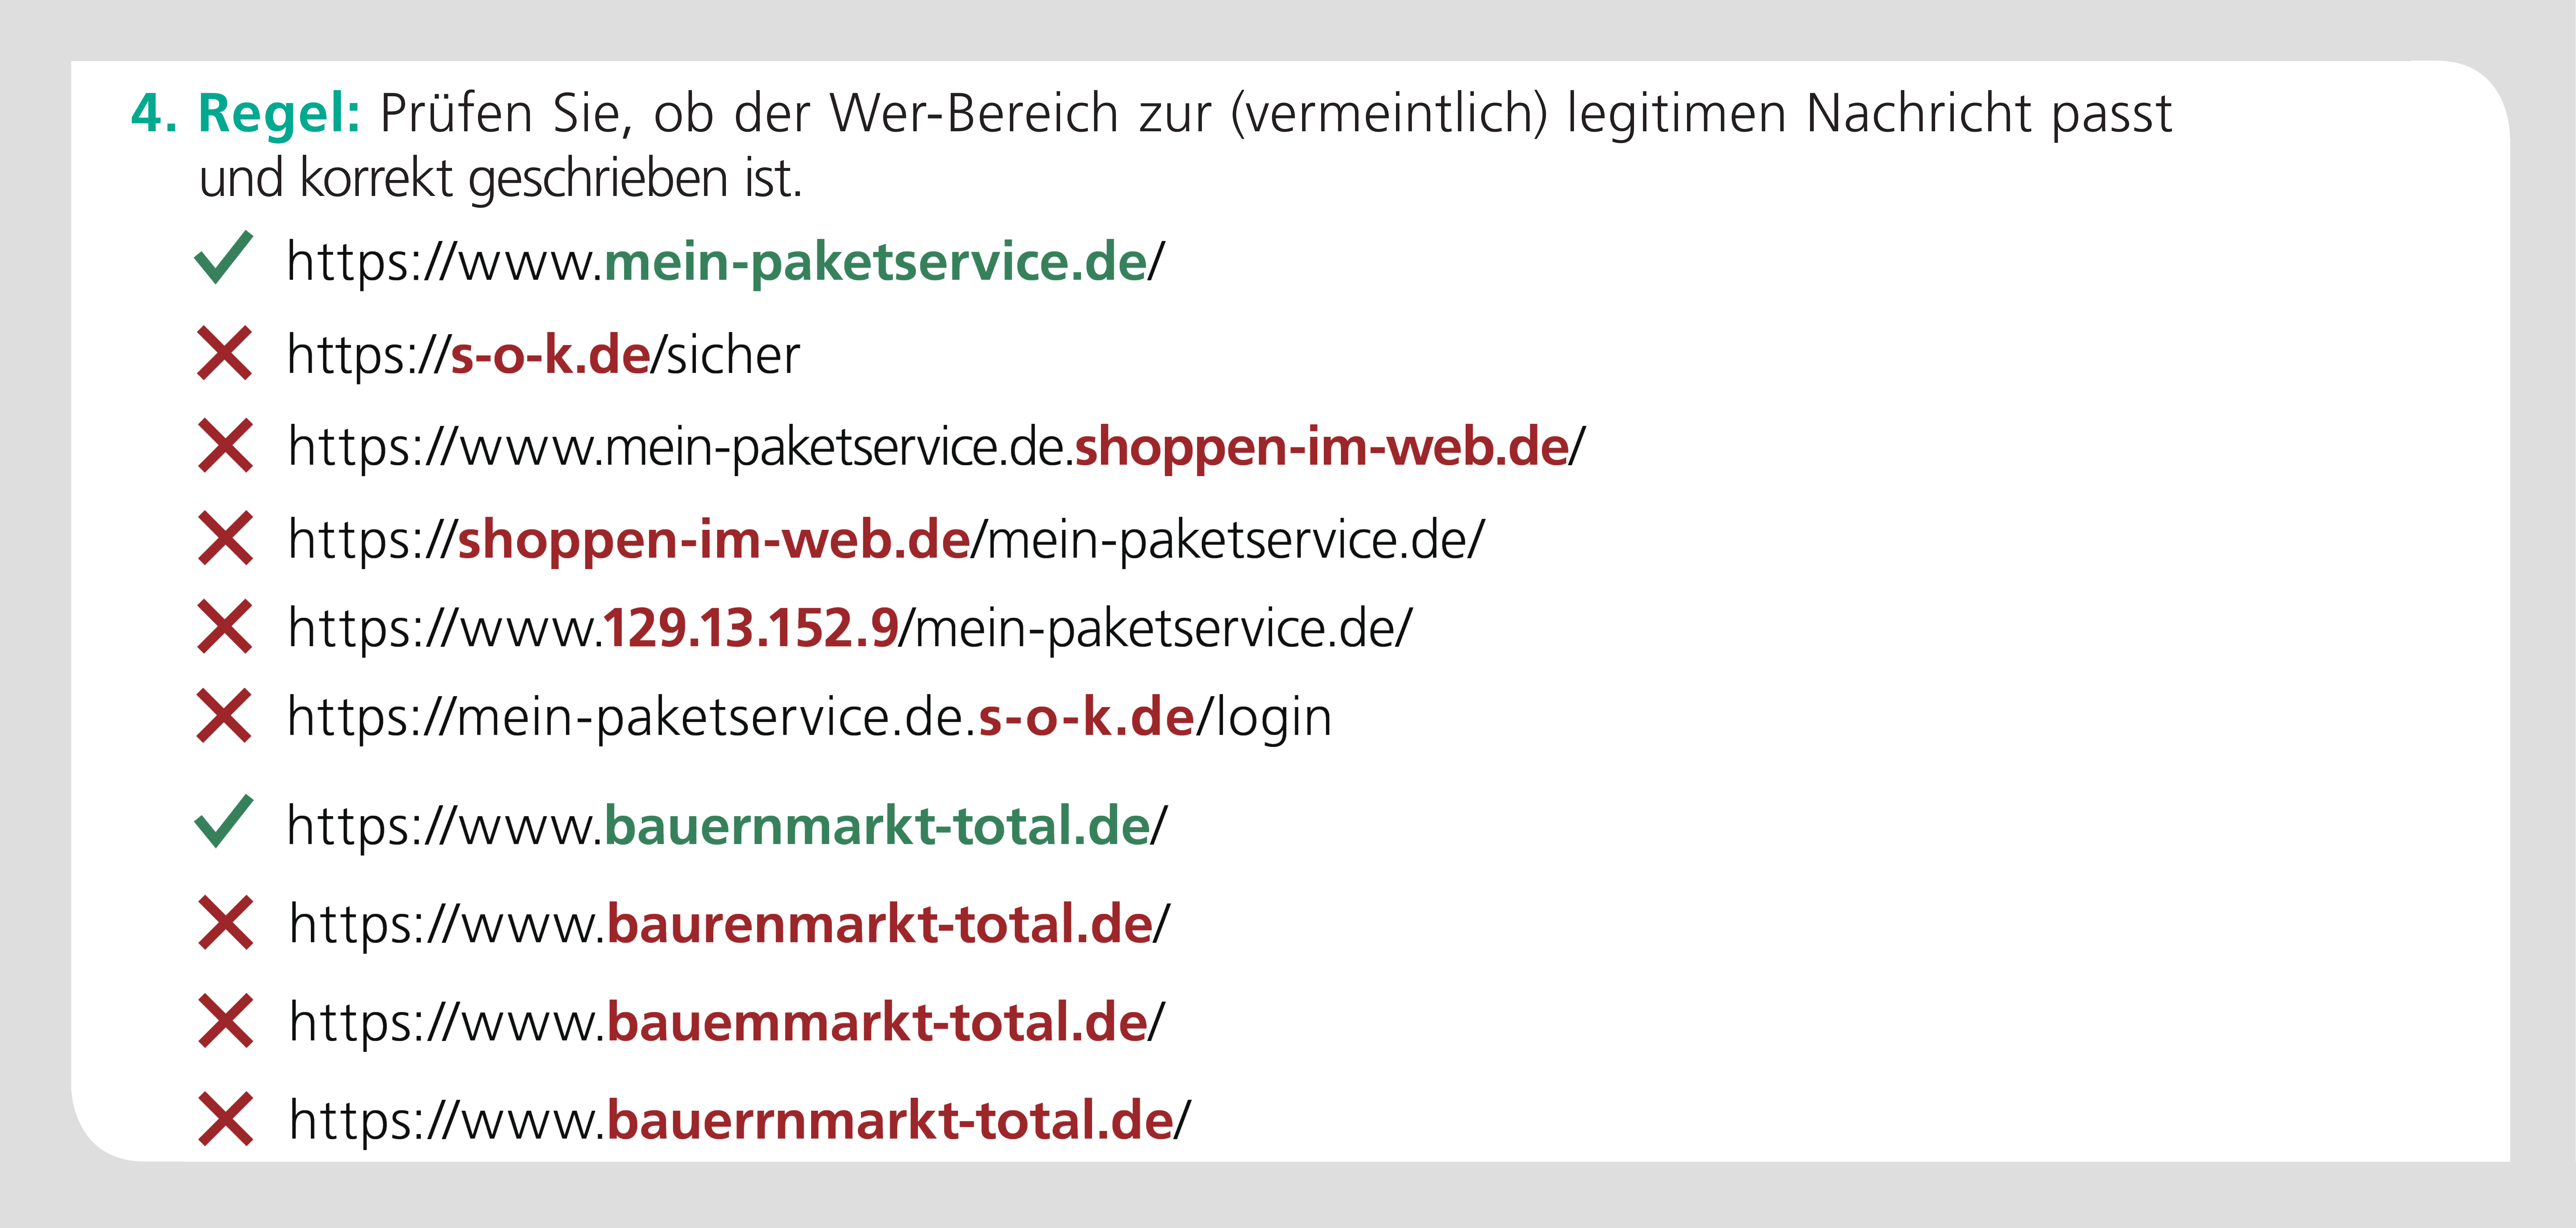 4. Regel: Prüfen Sie, ob der Wer-Bereich zur (vermeintlich) legitimen Nachricht passt
und korrekt geschrieben ist.
https://www.mein-paketservice.de/
https://s-o-k.de/sicher
https://www.mein-paketservice.de.shoppen-im-web.de/
https://shoppen-im-web.de/mein-paketservice.de/
https://www.129.13.152.9/mein-paketservice.de/
https://mein-paketservice.de.s-o-k.de/login
https://www.bauernmarkt-total.de/
https://www.baurenmarkt-total.de/
https://www.bauemmarkt-total.de/
https://www.bauerrnmarkt-total.de/